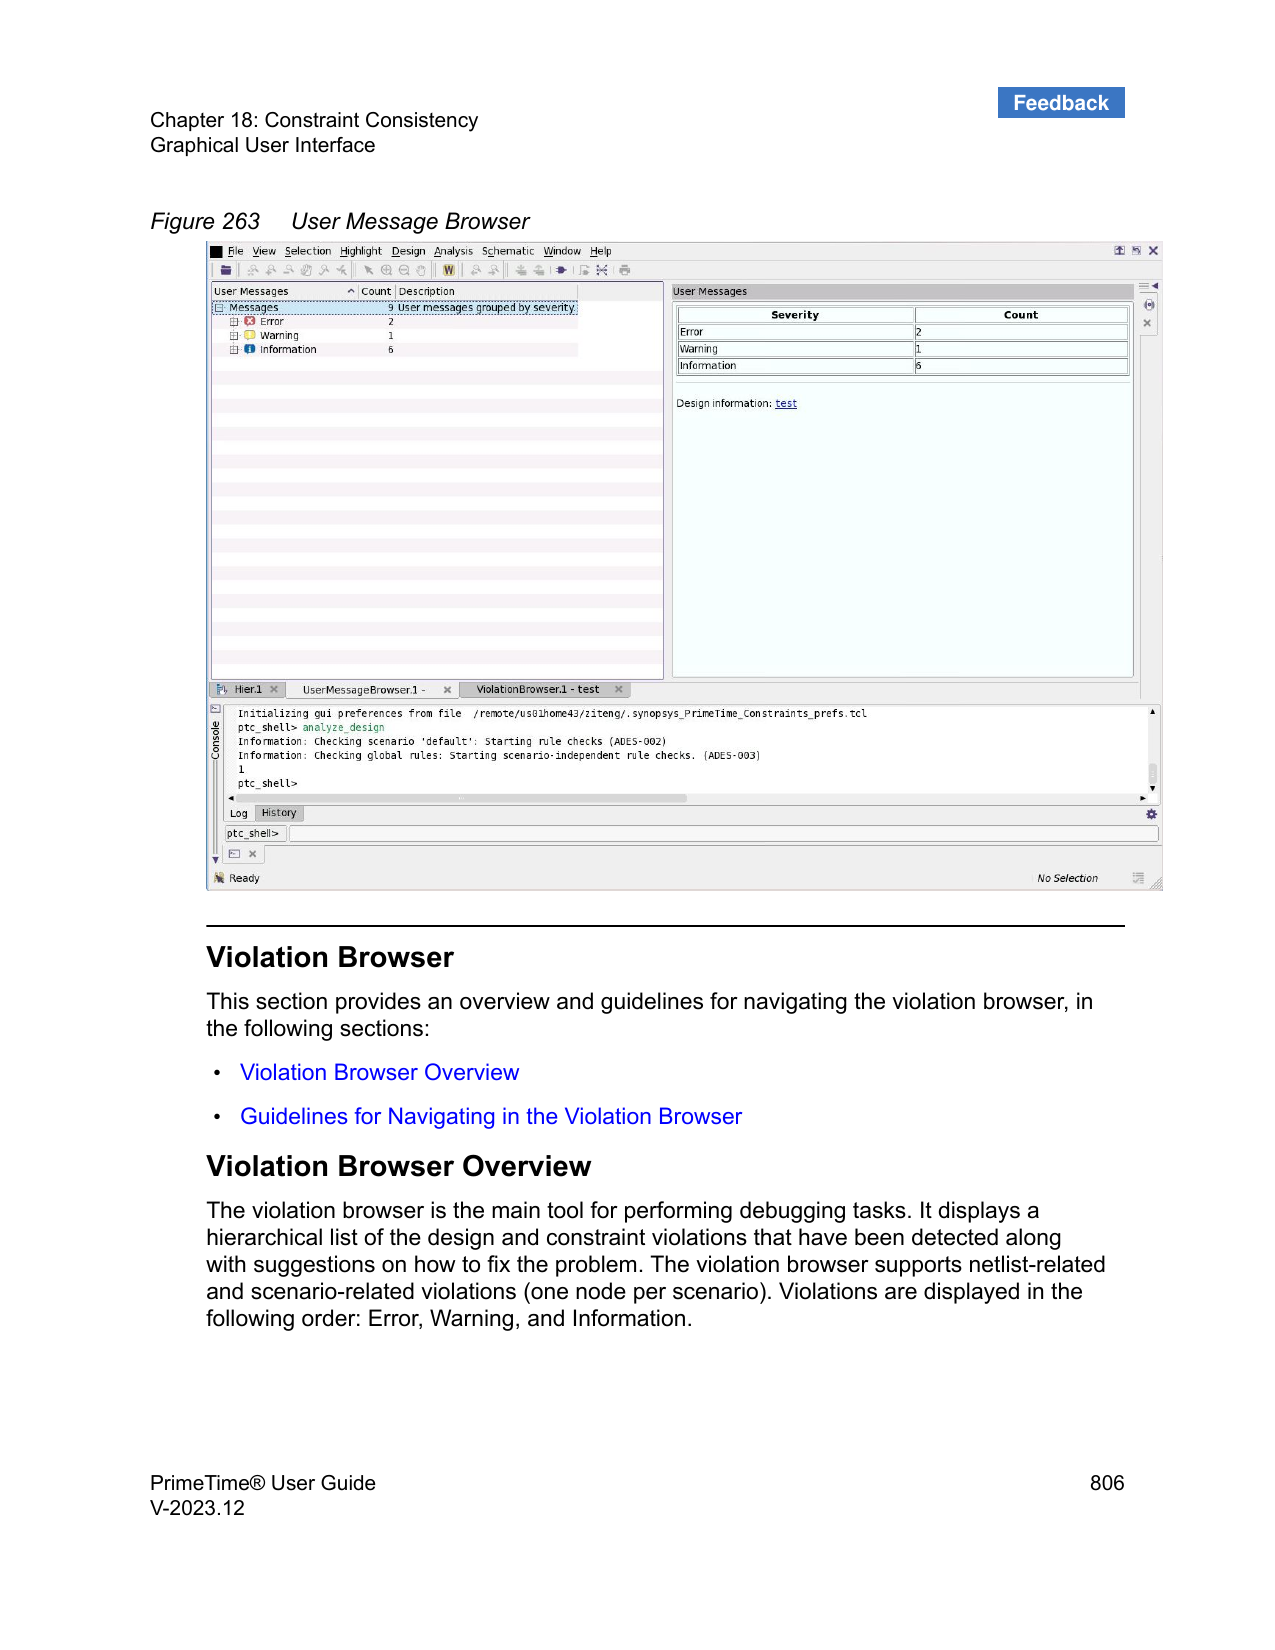 Feedback
Chapter 18: Constraint Consistency
Graphical User Interface
Figure 263 User Message Browser
File View Selection Highlight Design Analysis Schematic Window Help
W
User Messages Count Description
Messages 9 User messages grouped by severity.
Error 2
Warning 1
Information 6
User Messages
Severity Count
Error 2
Warning 1
Information 6
Design information: test
Hier.1 UserMessageBrowser.1 - ViolationBrowser.1 - test
Console
Initializing gui preferences from file /remote/us01home43/ziteng/.synopsys_PrimeTime_Constraints_prefs.tcl
ptc_shell> analyze_design
Information: Checking scenario 'default': Starting rule checks (ADES-002)
Information: Checking global rules: Starting scenario-independent rule checks. (ADES-003)
1
ptc_shell>
Log History
ptc_shell>
Ready No Selection
Violation Browser
This section provides an overview and guidelines for navigating the violation browser, in
the following sections:
• Violation Browser Overview
• Guidelines for Navigating in the Violation Browser
Violation Browser Overview
The violation browser is the main tool for performing debugging tasks. It displays a
hierarchical list of the design and constraint violations that have been detected along
with suggestions on how to fix the problem. The violation browser supports netlist-related
and scenario-related violations (one node per scenario). Violations are displayed in the
following order: Error, Warning, and Information.
PrimeTime® User Guide 806
V-2023.12